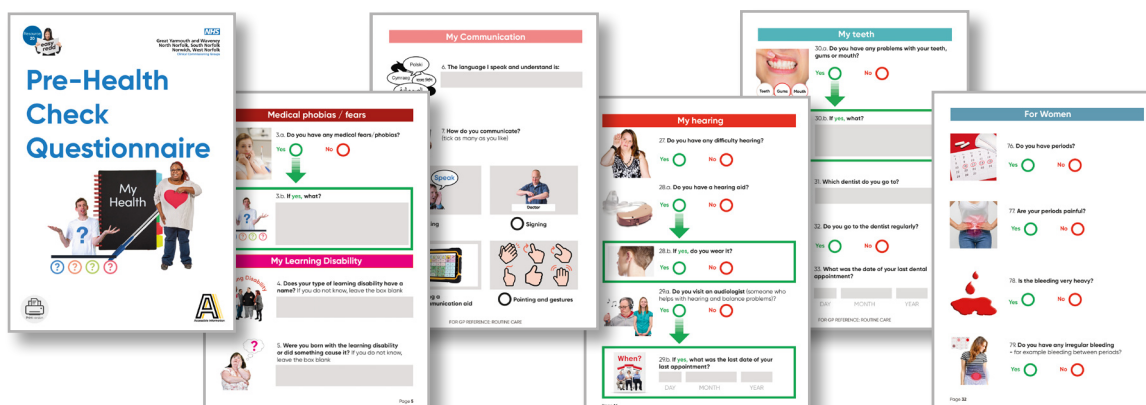 Resource
20
easy
read
NHS
Great Yarmouth and Waveney
North Norfolk, South Norfolk
Norwich, West Norfolk
Clinical Commissioning Groups
Pre-Health
Check
Questionnaire
My
Health
?
? ? ? ?
A
Medical phobias / fears
3.a. Do you have any medical fears/phobias?
Yes No
3.b. If yes, what?
?
? ? ? ?
My Learning Disability
4. Does your type of learning disability have a
name? If you do not know, leave the box blank
5. Were you born with the learning disability
or did something cause it? If you do not know,
leave the box blank
?
Page 5
My Communication
6. The language I speak and understand is:
Polski
Cymraeg
7. How do you communicate?
(tick as many as you like)
Speak
Doctor
ing
Signing
g a
mmunication aid
Pointing and gestures
FOR GP REFERENCE: ROUTINE CARE
My hearing
27. Do you have any difficulty hearing?
Yes No
28.a. Do you have a hearing aid?
Yes No
28.b. If yes, do you wear it?
Yes No
29.a. Do you visit an audiologist (someone who
helps with hearing and balance problems)?
Yes No
When?
29.b. If yes, what was the last date of your
last appointment?
DAY MONTH YEAR
My teeth
30.a. Do you have any problems with your teeth,
gums or mouth?
Teeth Gums Mouth
Yes No
30.b. If yes, what?
31. Which dentist do you go to?
32. Do you go to the dentist regularly?
Yes No
33. What was the date of your last dental
appointment?
DAY MONTH YEAR
FOR GP REFERENCE: ROUTINE CARE
For Women
76. Do you have periods?
Yes No
77. Are your periods painful?
Yes No
78. Is the bleeding very heavy?
Yes No
79. Do you have any irregular bleeding
- for example bleeding between periods?
Yes No
Page 32